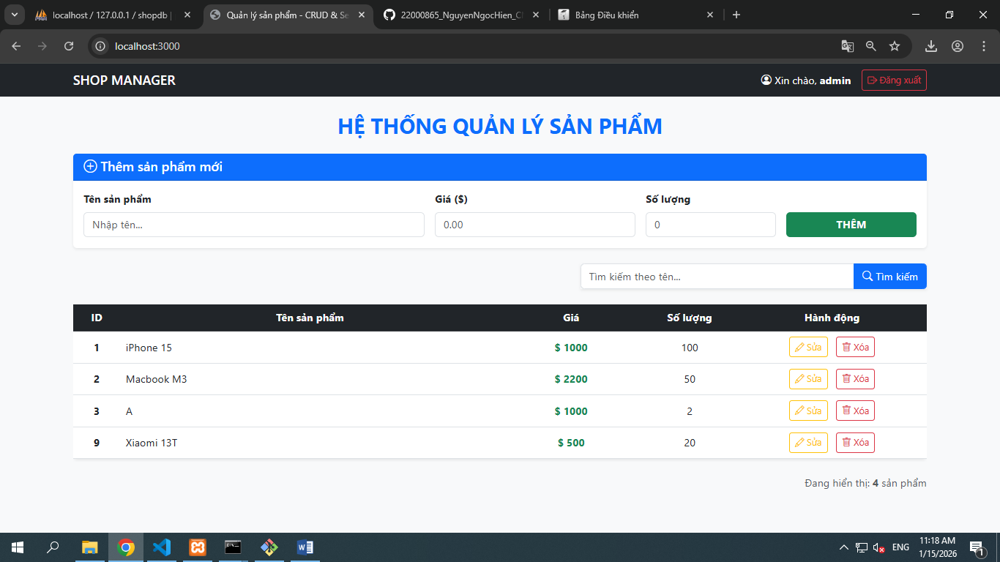 localhost / 127.0.0.1 / shopdb |
Quản lý sản phẩm - CRUD & Se
22000865_NguyenNgocHien_C
Bảng Điều khiển
localhost:3000
SHOP MANAGER
Xin chào, admin
Đăng xuất
HỆ THỐNG QUẢN LÝ SẢN PHẨM
Thêm sản phẩm mới
Tên sản phẩm Giá ($) Số lượng
Nhập tên... 0.00 0 THÊM
Tìm kiếm theo tên... Tìm kiếm
ID Tên sản phẩm Giá Số lượng Hành động
1 iPhone 15 $ 1000 100 Sửa Xóa
2 Macbook M3 $ 2200 50 Sửa Xóa
3 A $ 1000 2 Sửa Xóa
9 Xiaomi 13T $ 500 20 Sửa Xóa
Đang hiển thị: 4 sản phẩm
ENG
11:18 AM
1/15/2026
1